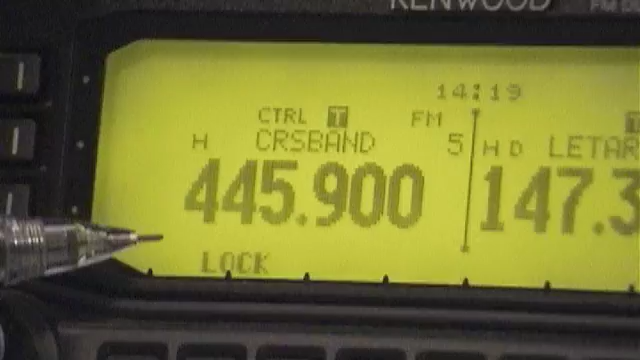 KENWOOD
14:19
CTRL T FM
H CRSBAND 5 H D LETAR
445.900 147.3
LOCK